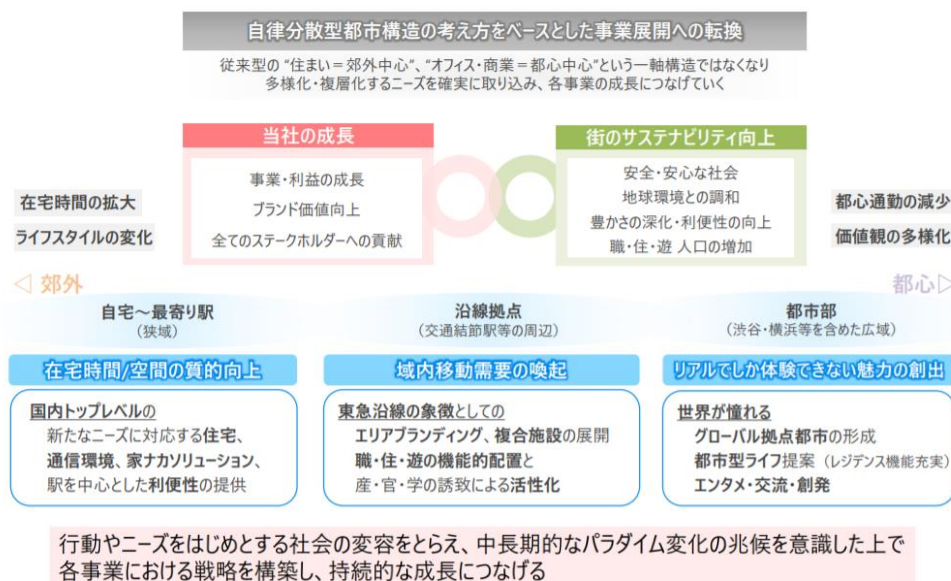 自律分散型都市構造の考え方をベースとした事業展開への転換
従来型の “住まい＝郊外中心”、“オフィス・商業＝都心中心”という一軸構造ではなくなり
多様化・複層化するニーズを確実に取り込み、各事業の成長につなげていく
当社の成長
事業・利益の成長
ブランド価値向上
全てのステークホルダーへの貢献
街のサステナビリティ向上
安全・安心な社会
地球環境との調和
豊かさの深化・利便性の向上
職・住・遊 人口の増加
在宅時間の拡大
ライフスタイルの変化
都心通勤の減少
価値観の多様化
◁ 郊外
都心▷
自宅～最寄り駅
（狭域）
沿線拠点
（交通結節駅等の周辺）
都市部
（渋谷・横浜等を含めた広域）
在宅時間/空間の質的向上
国内トップレベルの
新たなニーズに対応する住宅、
通信環境、家ナカソリューション、
駅を中心とした利便性の提供
域内移動需要の喚起
東急沿線の象徴としての
エリアブランディング、複合施設の展開
職・住・遊の機能的配置と
産・官・学の誘致による活性化
リアルでしか体験できない魅力の創出
世界が憧れる
グローバル拠点都市の形成
都市型ライフ提案（レジデンス機能充実）
エンタメ・交流・創発
行動やニーズをはじめとする社会の変容をとらえ、中長期的なパラダイム変化の兆候を意識した上で
各事業における戦略を構築し、持続的な成長につなげる